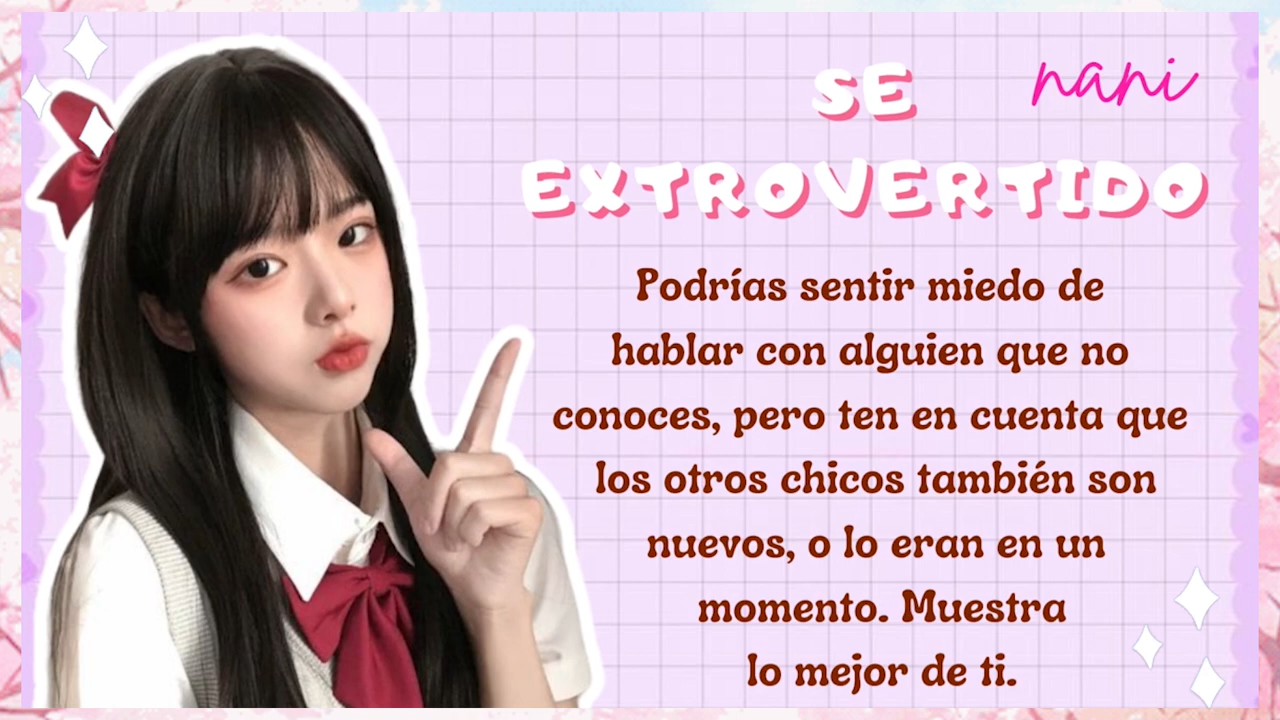 SE
nani
EXTROVERTIDO
Podrías sentir miedo de
hablar con alguien que no
conoces, pero ten en cuenta que
los otros chicos también son
nuevos, o lo eran en un
momento. Muestra
lo mejor de ti.